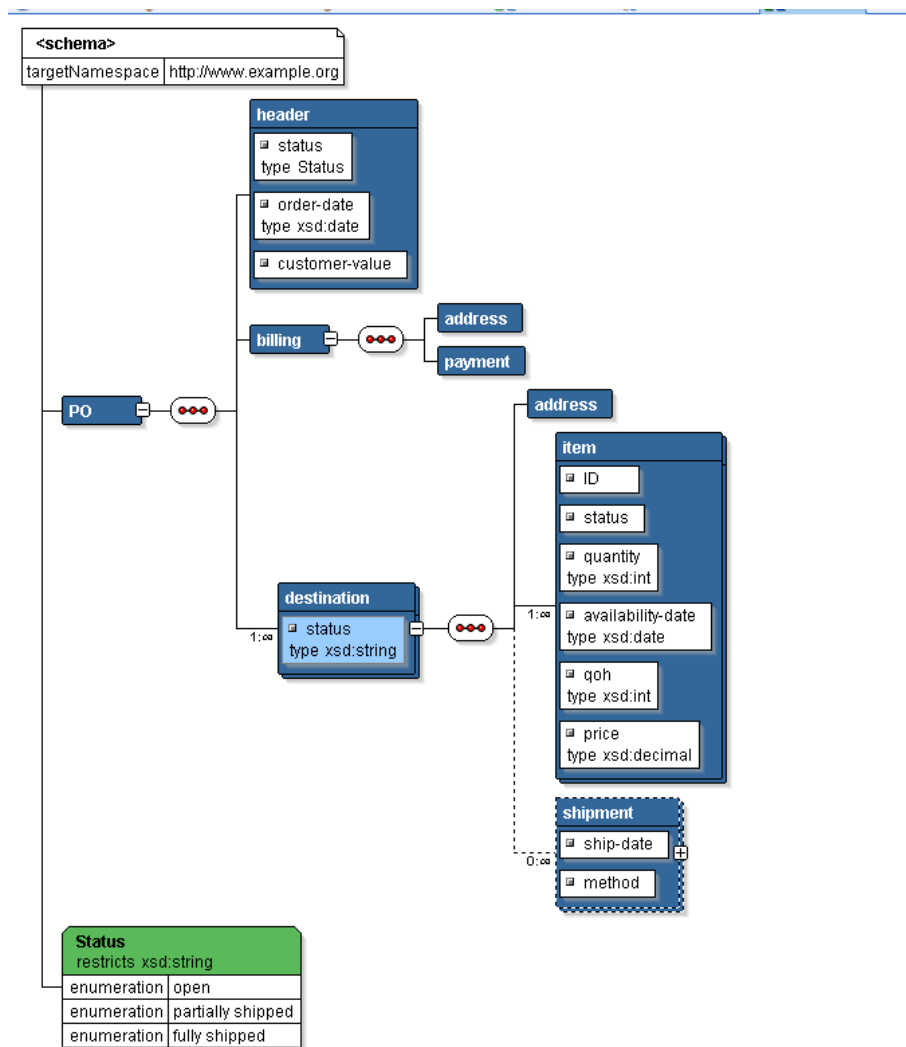 <schema>
targetNamespace http://www.example.org
header
status
type Status
order-date
type xsd:date
customer-value
billing
address
payment
PO
address
item
ID
status
quantity
type xsd:int
availability-date
type xsd:date
qoh
type xsd:int
price
type xsd:decimal
destination
status
type xsd:string
1:∞
1:∞
shipment
ship-date
method
0:∞
Status
restricts xsd:string
enumeration open
enumeration partially shipped
enumeration fully shipped